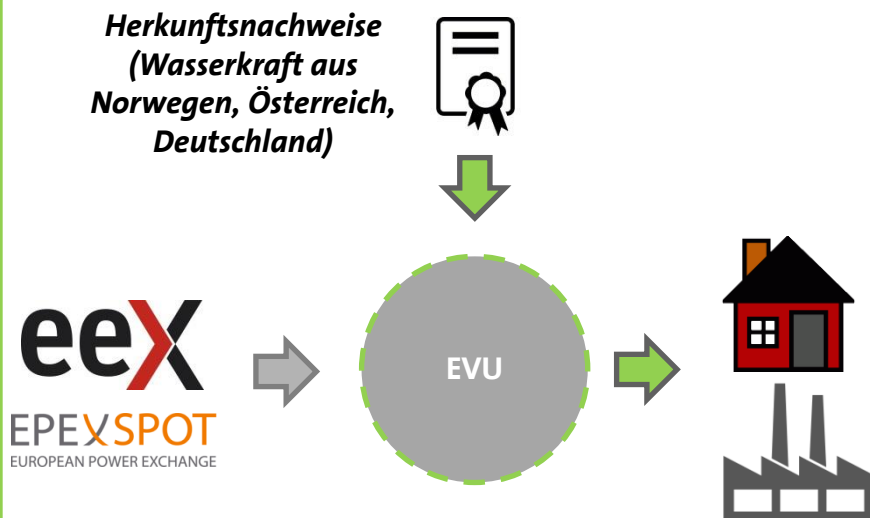 Herkunftsnachweise
(Wasserkraft aus
Norwegen, Österreich,
Deutschland)
eex
EVU
EPEXSPOT
EUROPEAN POWER EXCHANGE